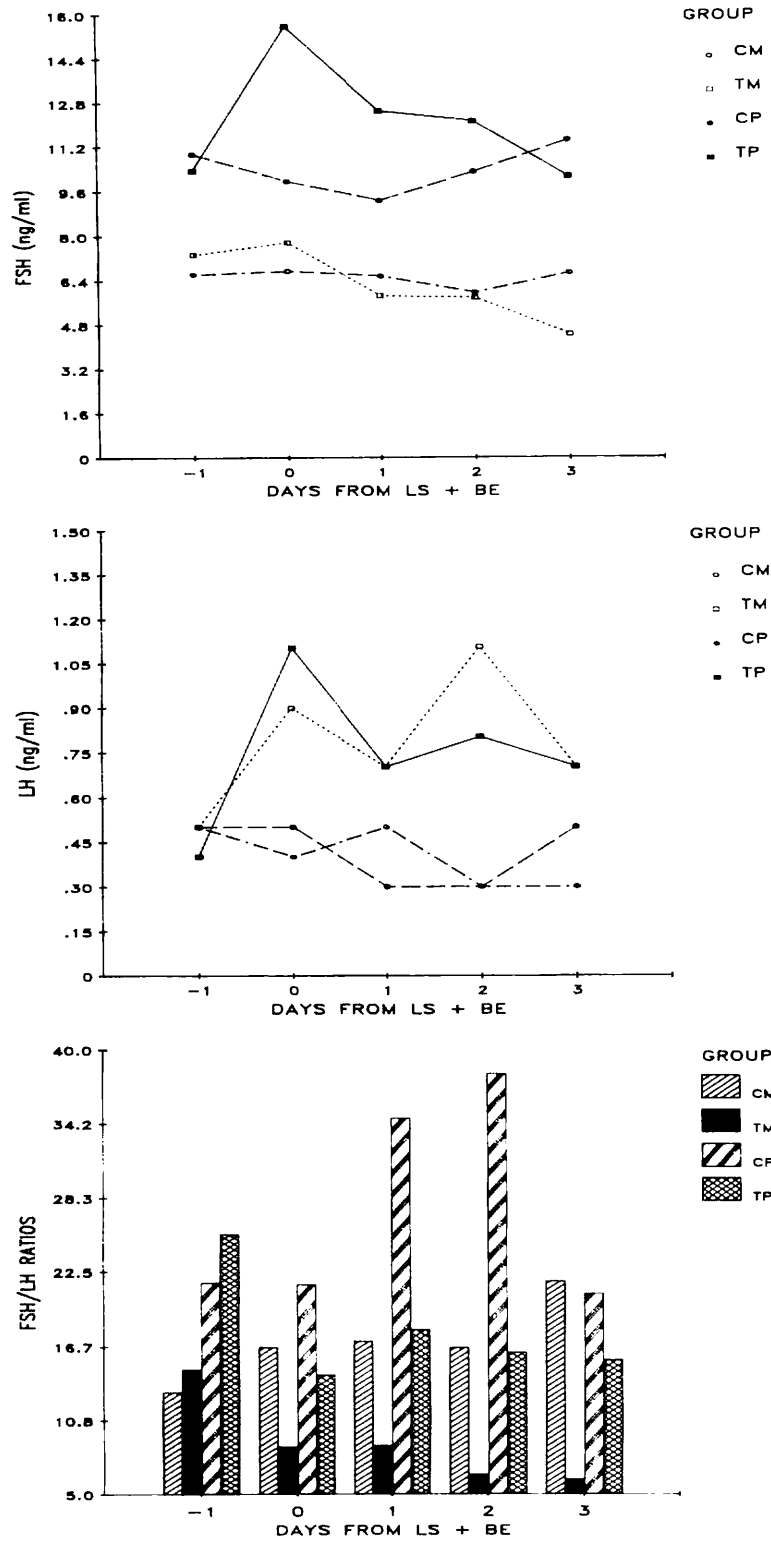 GROUP
CM
TM
CP
TP
16.0
14.4
12.8
11.2
9.6
8.0
6.4
4.8
3.2
1.6
0
FSH (ng/ml)
-1 0 1 2 3
DAYS FROM LS + BE
GROUP
CM
TM
CP
TP
1.50
1.35
1.20
1.05
.90
.75
.60
.45
.30
.15
0
LH (ng/ml)
-1 0 1 2 3
DAYS FROM LS + BE
GROUP
CM
TM
CP
TP
40.0
34.2
28.3
22.5
16.7
10.8
5.0
FSH/LH RATIOS
-1 0 1 2 3
DAYS FROM LS + BE